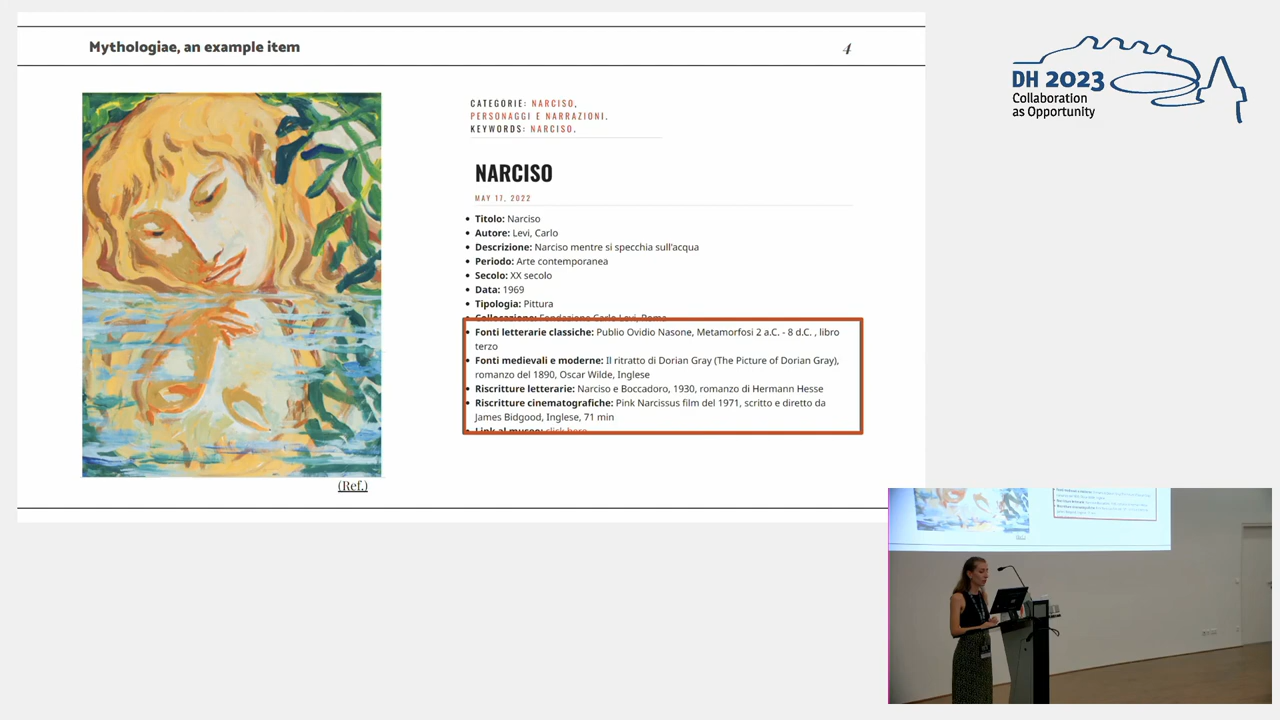 Mythologiae, an example item
4
CATEGORIE: NARCISO,
PERSONAGGI E NARRAZIONI.
KEYWORDS: NARCISO.
NARCISO
MAY 17, 2022
Titolo: Narciso
Autore: Levi, Carlo
Descrizione: Narciso mentre si specchia sull'acqua
Periodo: Arte contemporanea
Secolo: XX secolo
Data: 1969
Tipologia: Pittura
Collocazione: Fondazione Carlo Levi, Roma
Fonti letterarie classiche: Publio Ovidio Nasone, Metamorfosi 2 a.C. - 8 d.C. , libro
terzo
Fonti medievali e moderne: Il ritratto di Dorian Gray (The Picture of Dorian Gray),
romanzo del 1890, Oscar Wilde, Inglese
Riscritture letterarie: Narciso e Boccadoro, 1930, romanzo di Hermann Hesse
Riscritture cinematografiche: Pink Narcissus film del 1971, scritto e diretto da
James Bidgood, Inglese, 71 min
Link al museo: click here
(Ref.)
DH 2023
Collaboration
as Opportunity